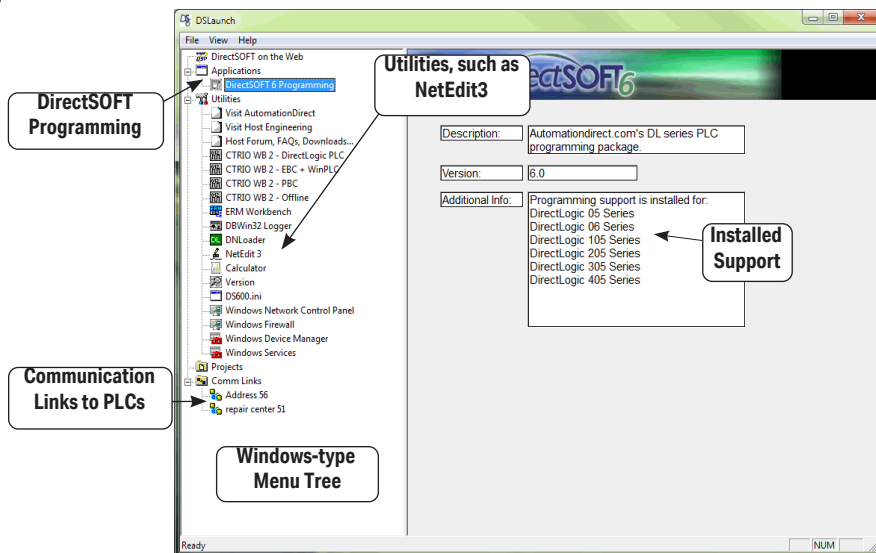 DSLaunch
File View Help
DirectSOFT on the Web
Applications
DirectSOFT 6 Programming
Utilities
Visit AutomationDirect
Visit Host Engineering
Host Forum, FAQs, Downloads...
CTRIO WB 2 - DirectLogic PLC
CTRIO WB 2 - EBC + WinPLC
CTRIO WB 2 - PBC
CTRIO WB 2 - Offline
ERM Workbench
DBWin32 Logger
DNLoader
NetEdit 3
Calculator
Version
DS600.ini
Windows Network Control Panel
Windows Firewall
Windows Device Manager
Windows Services
Projects
Comm Links
Address 56
repair center 51
DirectSOFT
Programming
Utilities, such as
NetEdit3
Communication
Links to PLCs
Windows-type
Menu Tree
ectSOFT6
Description:
Automationdirect.com's DL series PLC
programming package.
Version:
6.0
Additional Info:
Programming support is installed for:
DirectLogic 05 Series
DirectLogic 06 Series
DirectLogic 105 Series
DirectLogic 205 Series
DirectLogic 305 Series
DirectLogic 405 Series
Installed
Support
Ready
NUM